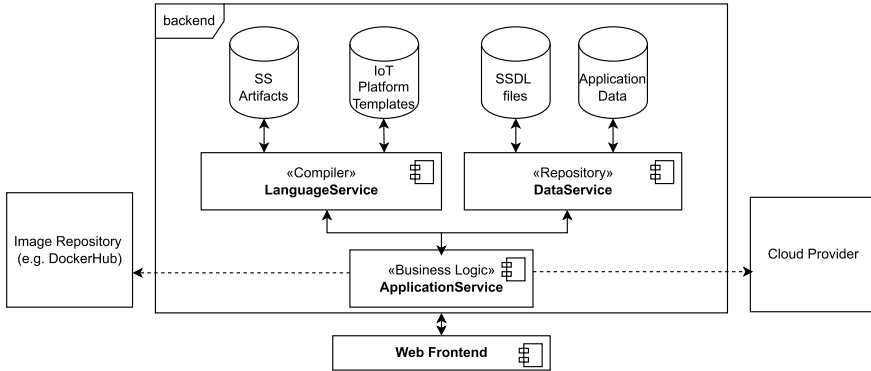 backend
SS
Artifacts
IoT
Platform
Templates
SSDL
files
Application
Data
«Compiler»
LanguageService
«Repository»
DataService
Image Repository
(e.g. DockerHub)
Cloud Provider
«Business Logic»
ApplicationService
Web Frontend